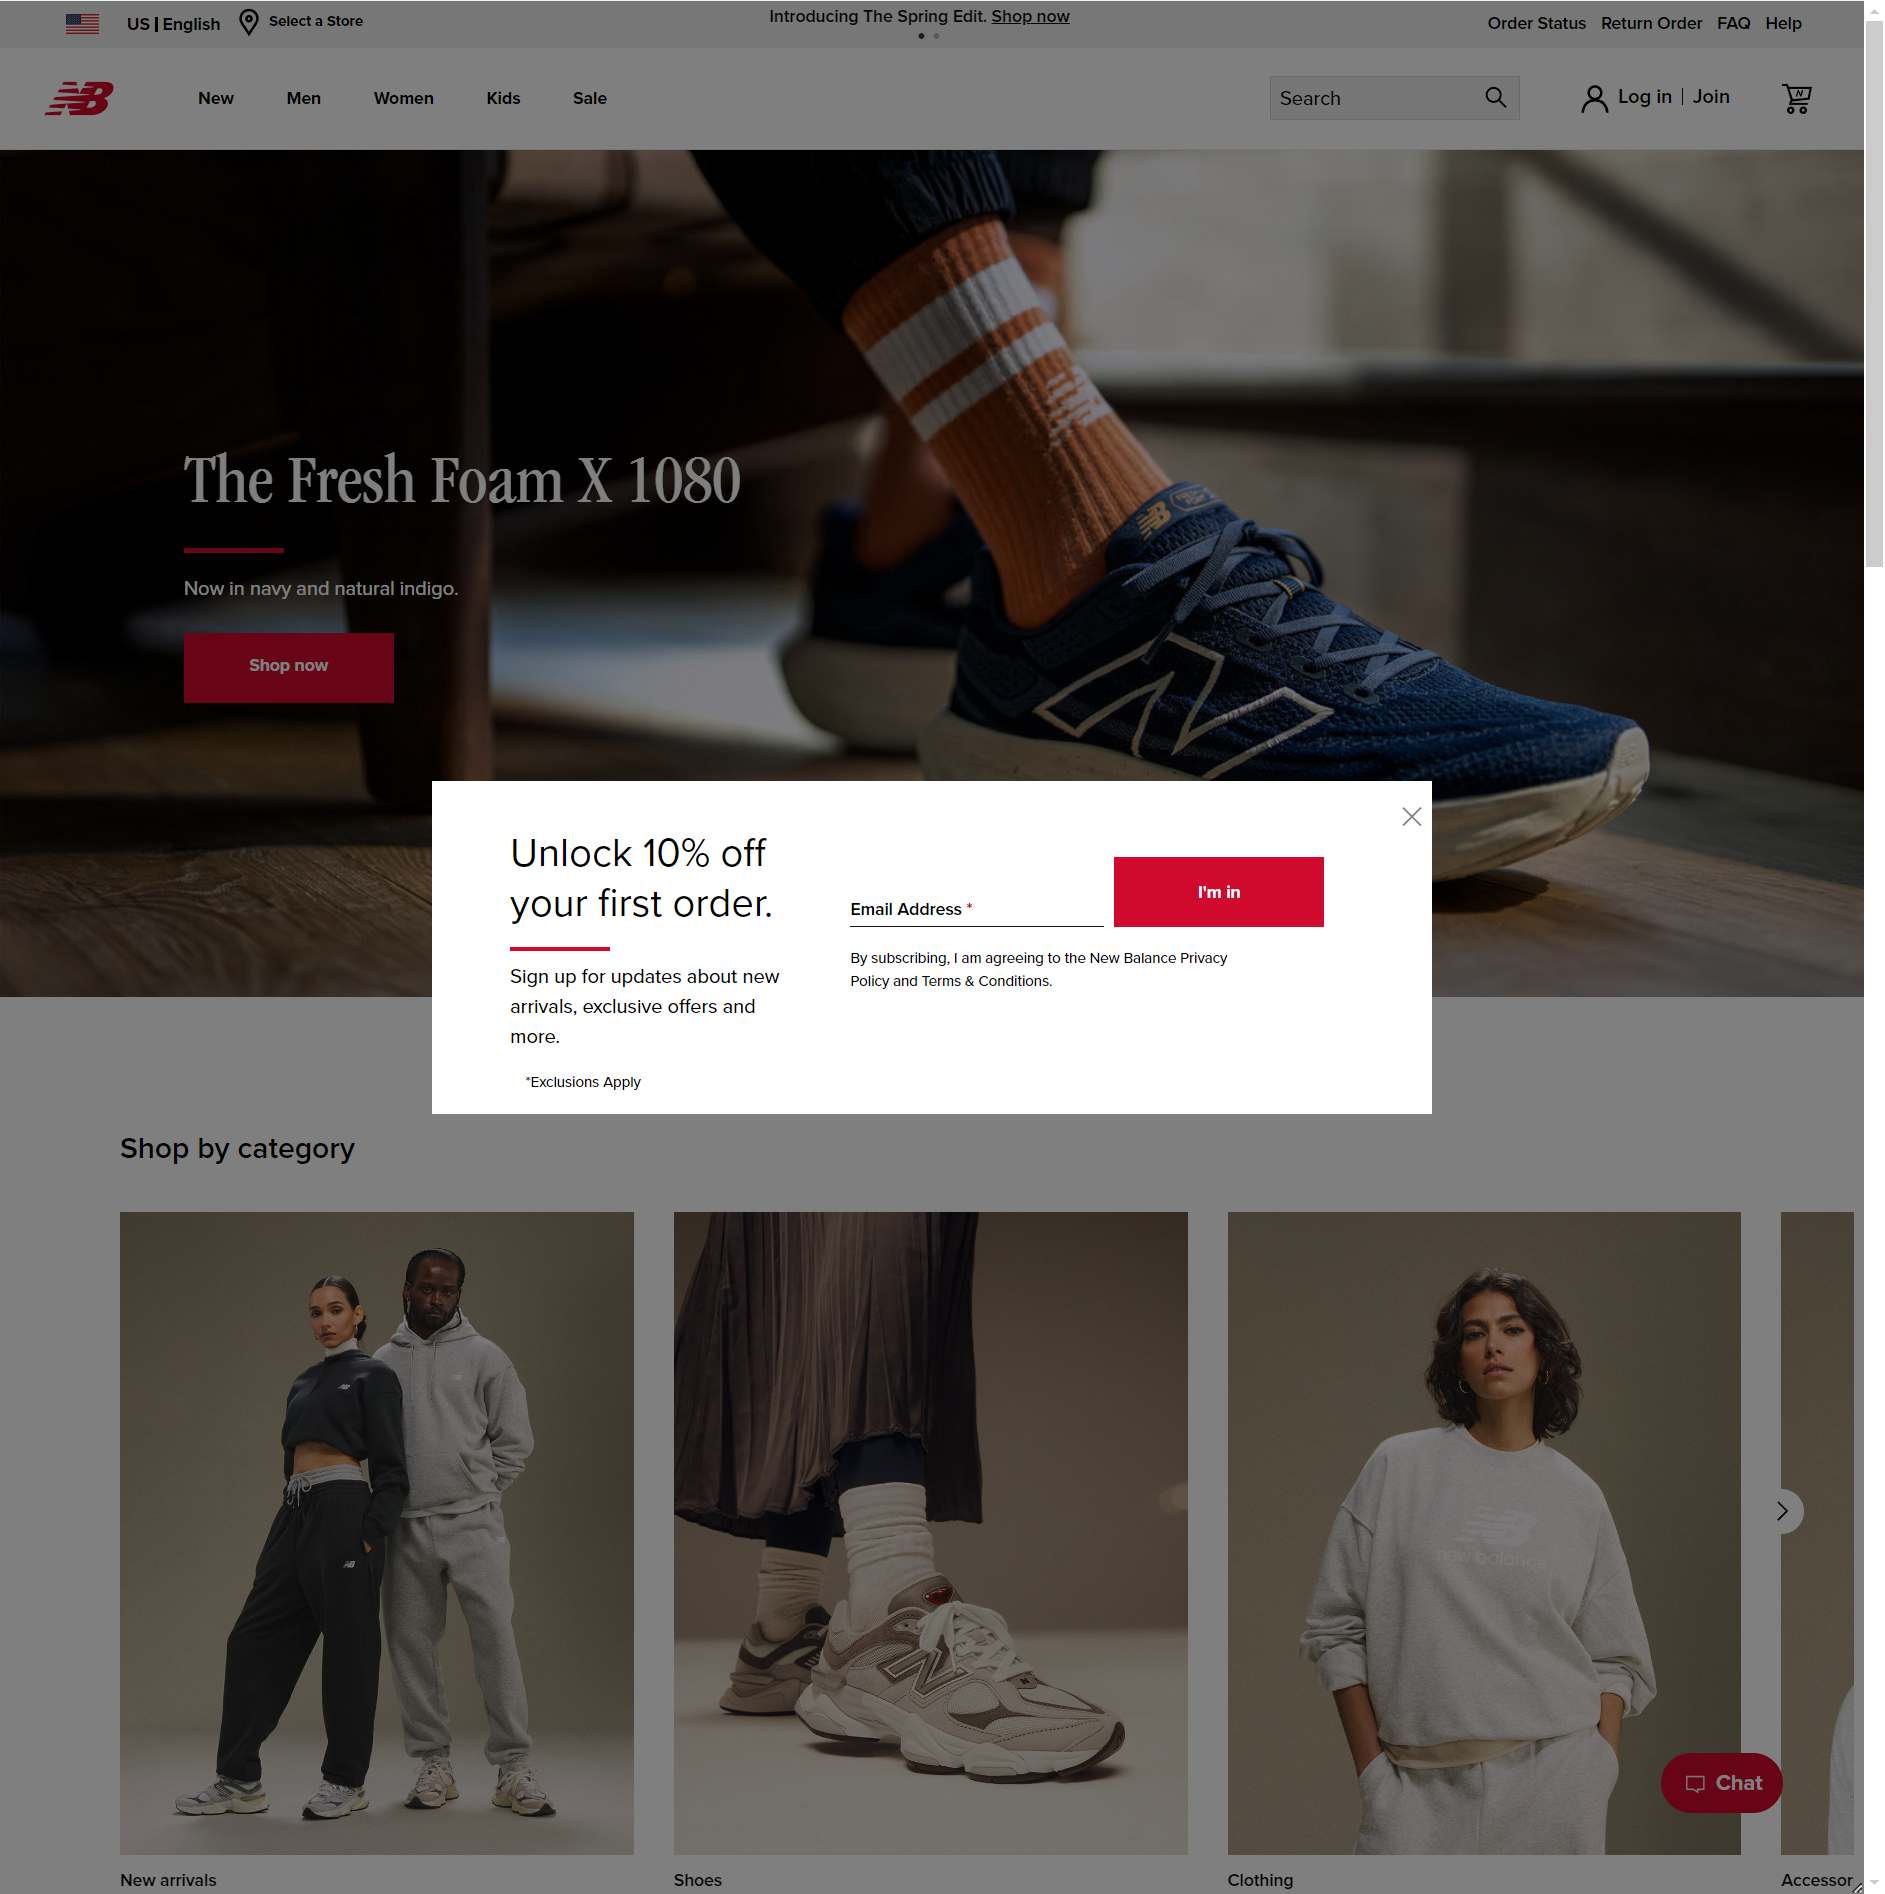 US | English
Select a Store
Introducing The Spring Edit. Shop now
Order Status
Return Order
FAQ
Help
NB
New
Men
Women
Kids
Sale
Search
Log in | Join
The Fresh Foam X 1080
Now in navy and natural indigo.
Shop now
Unlock 10% off
your first order.
Sign up for updates about new
arrivals, exclusive offers and
more.
*Exclusions Apply
Email Address *
I'm in
By subscribing, I am agreeing to the New Balance Privacy
Policy and Terms & Conditions.
Shop by category
new balance
Chat
New arrivals
Shoes
Clothing
Accessor